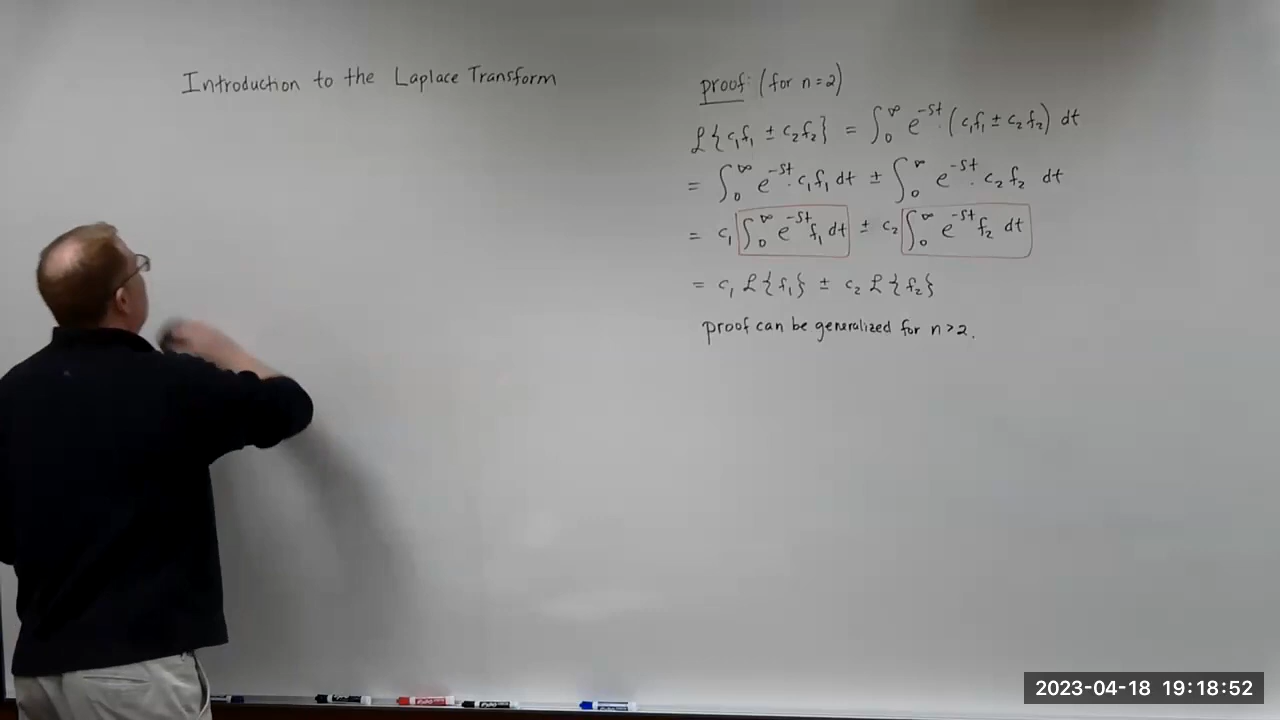 Introduction to the Laplace Transform
proof: (for n=2)
ℒ{c₁f₁ ± c₂f₂} = ∫₀^∞ e^{-st}·(c₁f₁ ± c₂f₂) dt
= ∫₀^∞ e^{-st}·c₁f₁ dt ± ∫₀^∞ e^{-st}·c₂f₂ dt
= c₁ ∫₀^∞ e^{-st}f₁ dt ± c₂ ∫₀^∞ e^{-st}f₂ dt
= c₁ ℒ{f₁} ± c₂ ℒ{f₂}
proof can be generalized for n>2.
2023-04-18 19:18:52